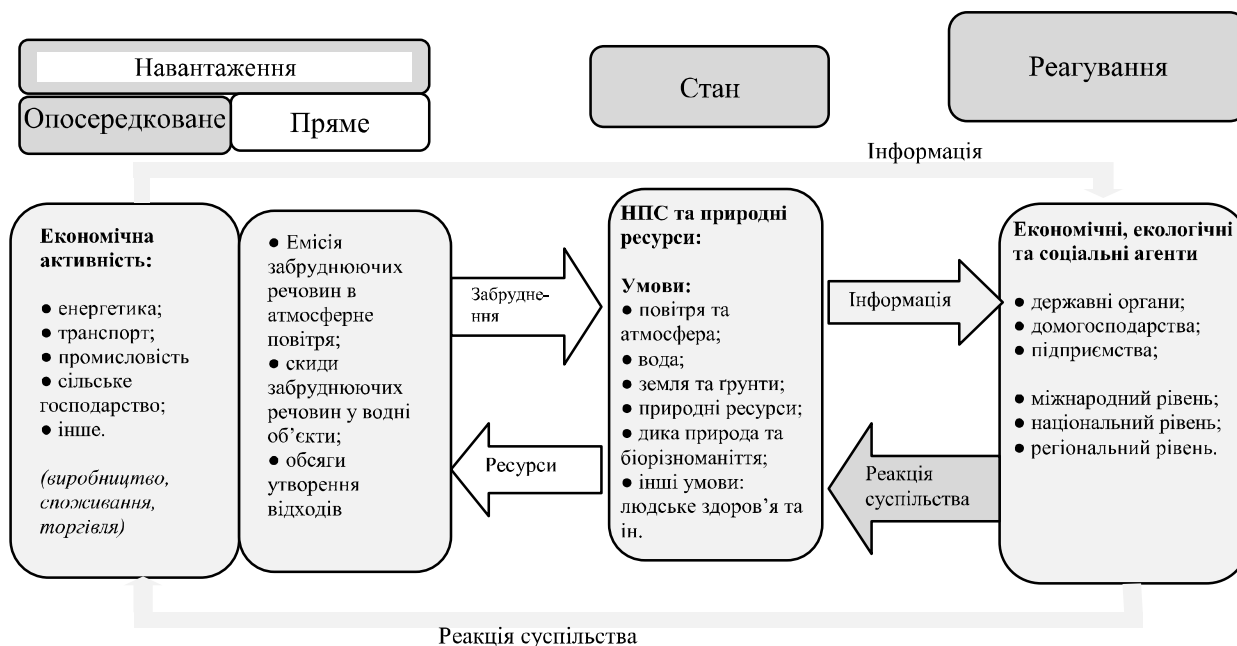 Навантаження
Опосередковане
Пряме
Стан
Реагування
Інформація
Економічна
активність:
● енергетика;
● транспорт;
● промисловість
● сільське
господарство;
● інше.
(виробництво,
споживання,
торгівля)
● Емісія
забруднюючих
речовин в
атмосферне
повітря;
● скиди
забруднюючих
речовин у водні
об’єкти;
● обсяги
утворення
відходів
Забрудне-
ння
Ресурси
НПС та природні
ресурси:
Умови:
● повітря та
атмосфера;
● вода;
● земля та ґрунти;
● природні ресурси;
● дика природа та
біорізноманіття;
● інші умови:
людське здоров’я та
ін.
Інформація
Реакція
суспільства
Економічні, екологічні
та соціальні агенти
● державні органи;
● домогосподарства;
● підприємства;
● міжнародний рівень;
● національний рівень;
● регіональний рівень.
Реакція суспільства